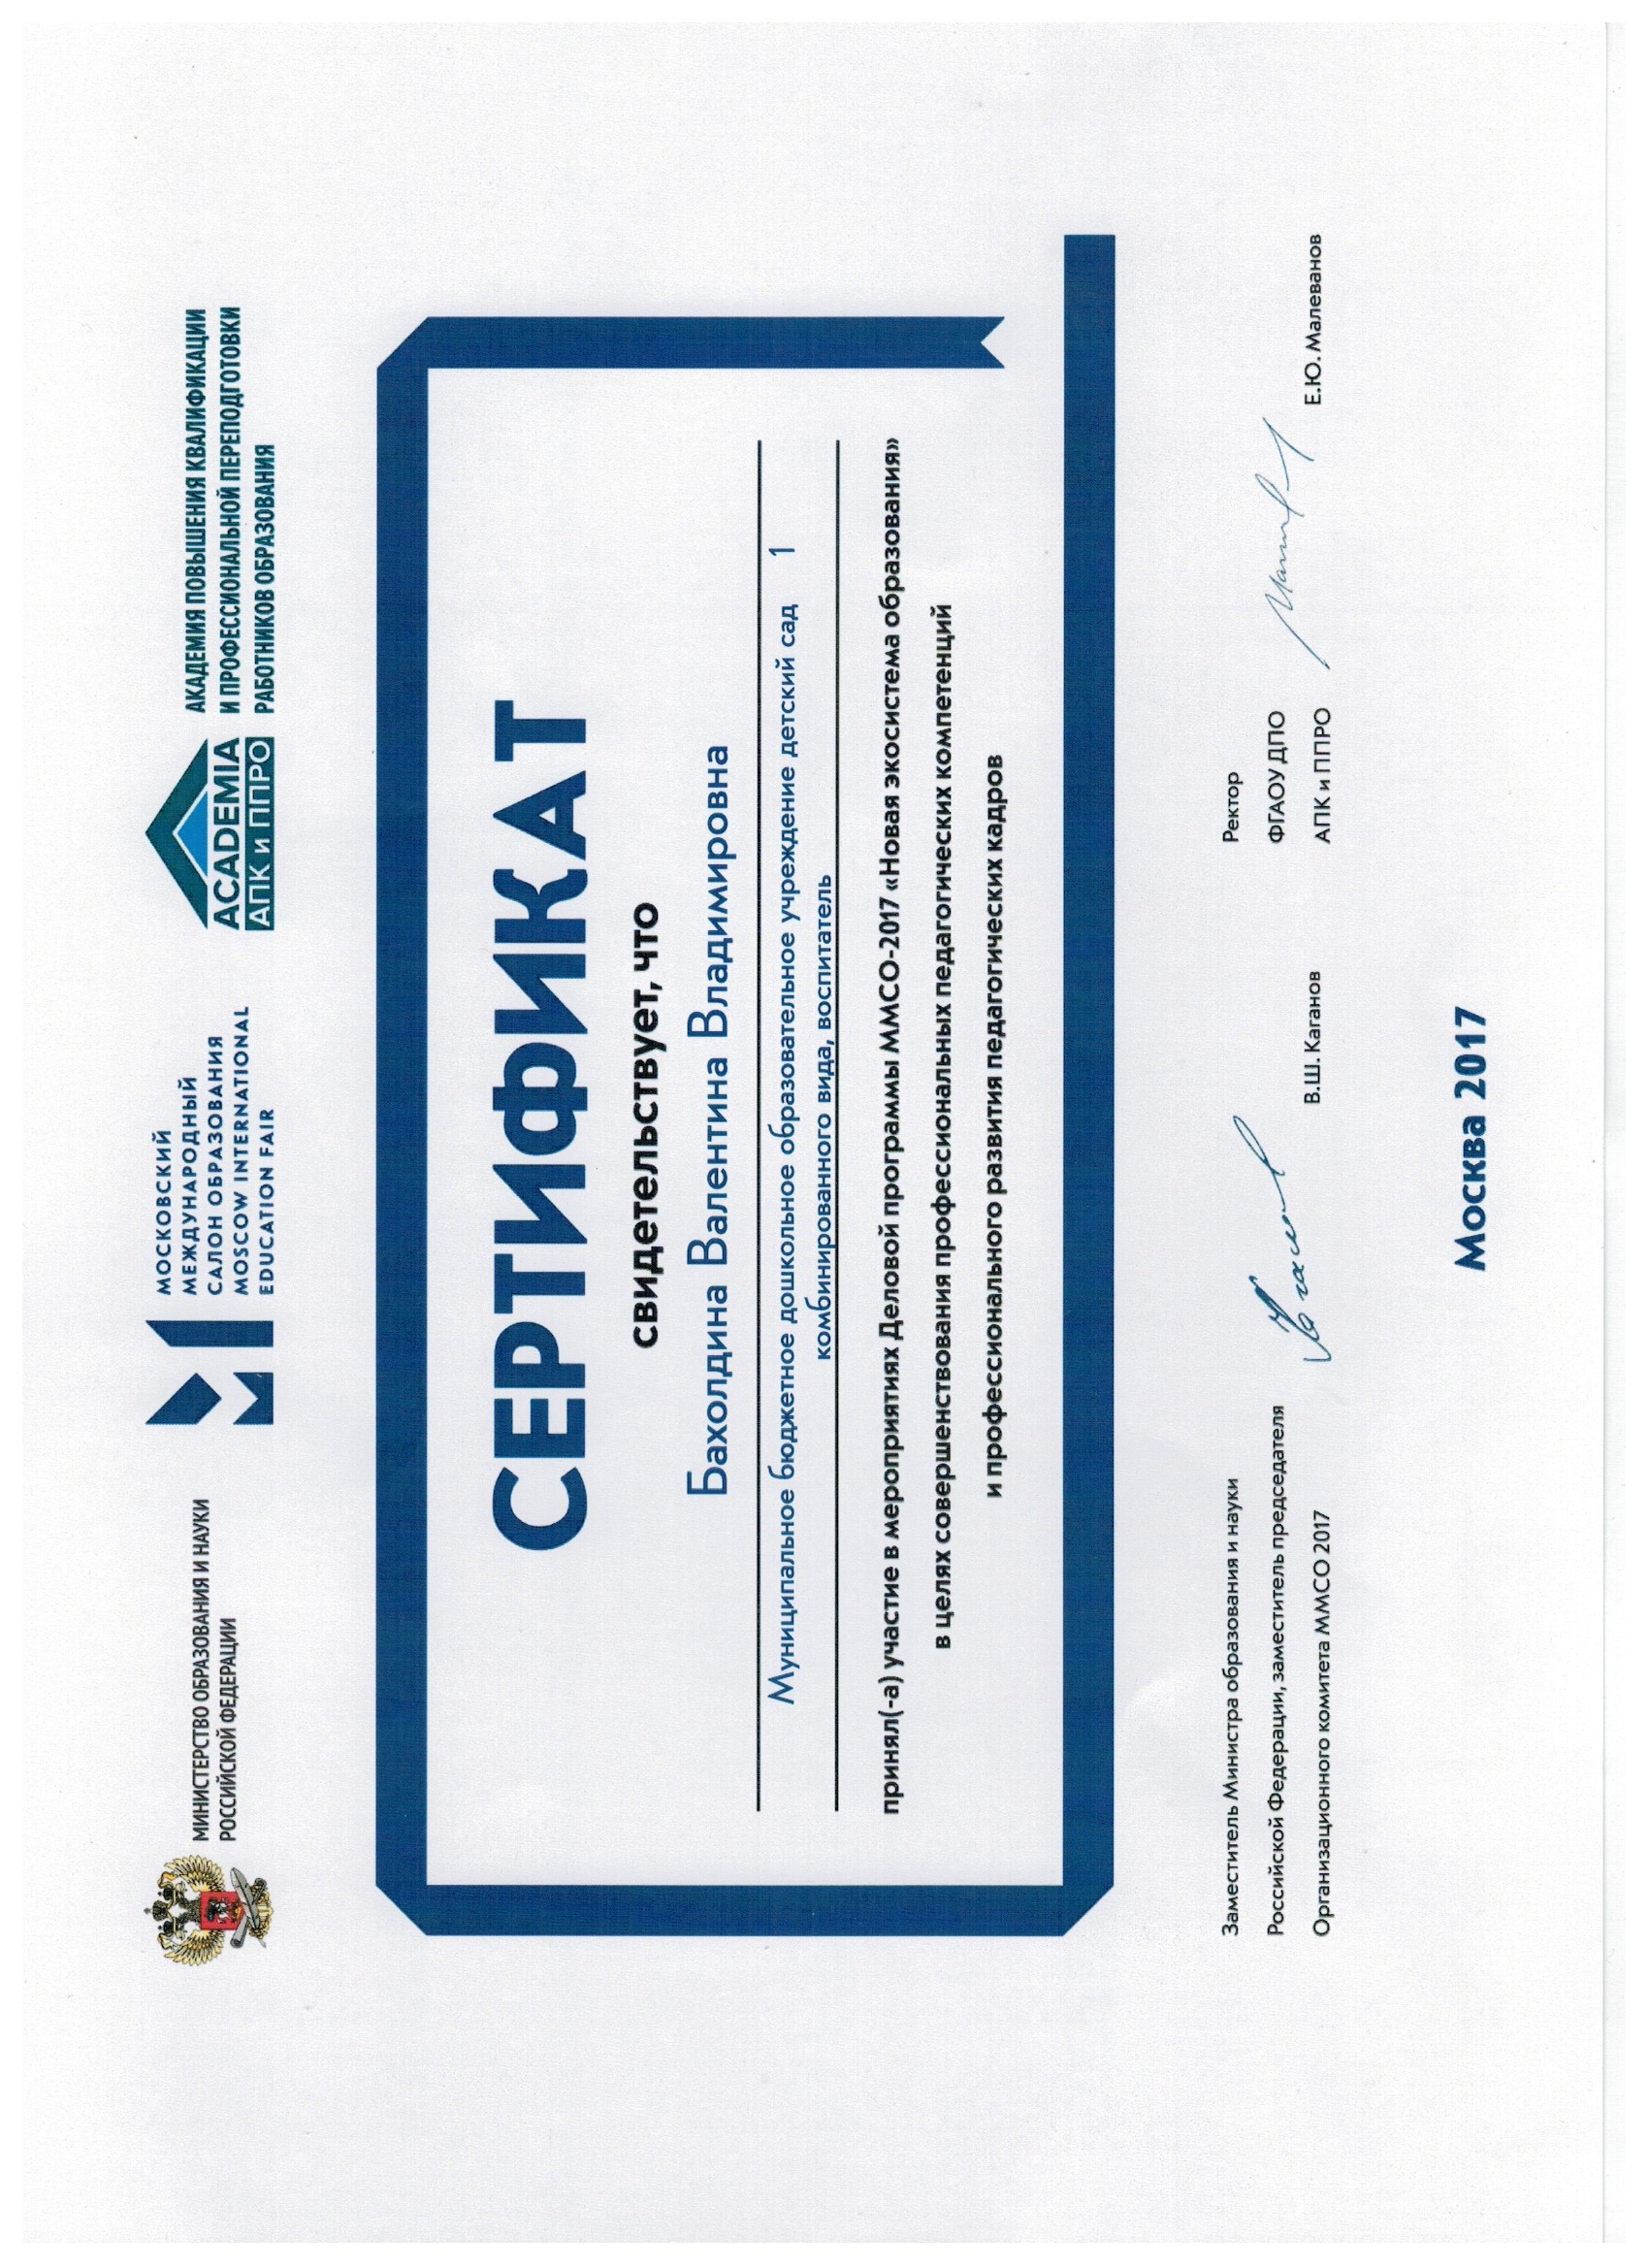 МИНИСТЕРСТВО ОБРАЗОВАНИЯ И НАУКИ
РОССИЙСКОЙ ФЕДЕРАЦИИ
МОСКОВСКИЙ
МЕЖДУНАРОДНЫЙ
САЛОН ОБРАЗОВАНИЯ
MOSCOW INTERNATIONAL
EDUCATION FAIR
ACADEMIA
АПК и ППРО
АКАДЕМИЯ ПОВЫШЕНИЯ КВАЛИФИКАЦИИ
И ПРОФЕССИОНАЛЬНОЙ ПЕРЕПОДГОТОВКИ
РАБОТНИКОВ ОБРАЗОВАНИЯ
СЕРТИФИКАТ
свидетельствует, что
Бахолдина Валентина Владимировна
Муниципальное бюджетное дошкольное образовательное учреждение детский сад 1
комбинированного вида, воспитатель
принял(-а) участие в мероприятиях Деловой программы ММСО-2017 «Новая экосистема образования»
в целях совершенствования профессиональных педагогических компетенций
и профессионального развития педагогических кадров
Заместитель Министра образования и науки
Российской Федерации, заместитель председателя
Организационного комитета ММСО 2017
В.Ш. Каганов
Ректор
ФГАОУ ДПО
АПК и ППРО
Е.Ю. Малеванов
Москва 2017